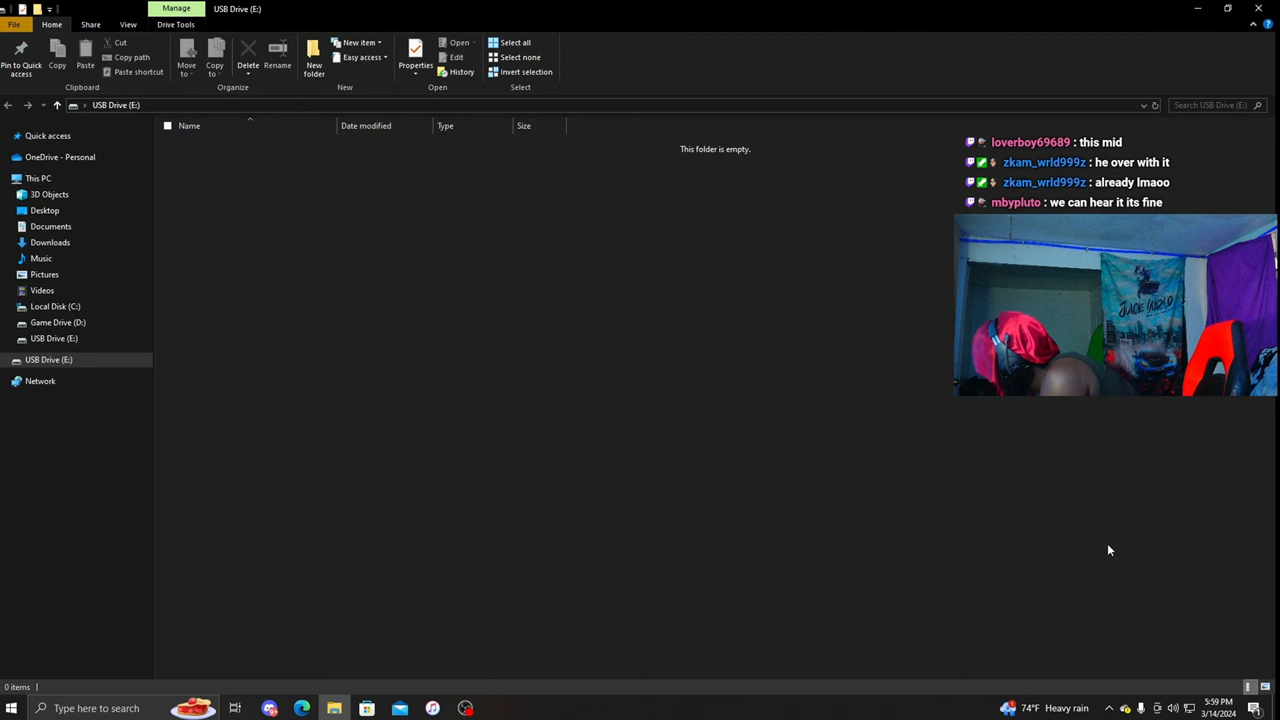 Manage
USB Drive (E:)
File
Home
Share
View
Drive Tools
Pin to Quick access
Copy
Paste
Cut
Copy path
Paste shortcut
Clipboard
Move to
Copy to
Delete
Rename
Organize
New folder
New item
Easy access
New
Properties
Open
Edit
History
Open
Select all
Select none
Invert selection
Select
USB Drive (E:)
Search USB Drive (E:)
Name
Date modified
Type
Size
This folder is empty.
Quick access
OneDrive - Personal
This PC
3D Objects
Desktop
Documents
Downloads
Music
Pictures
Videos
Local Disk (C:)
Game Drive (D:)
USB Drive (E:)
USB Drive (E:)
Network
loverboy69689 : this mid
zkam_wrld999z : he over with it
zkam_wrld999z : already lmaoo
mbypluto : we can hear it its fine
JUICE WRLD
0 items
Type here to search
74°F Heavy rain
5:59 PM
3/14/2024
1